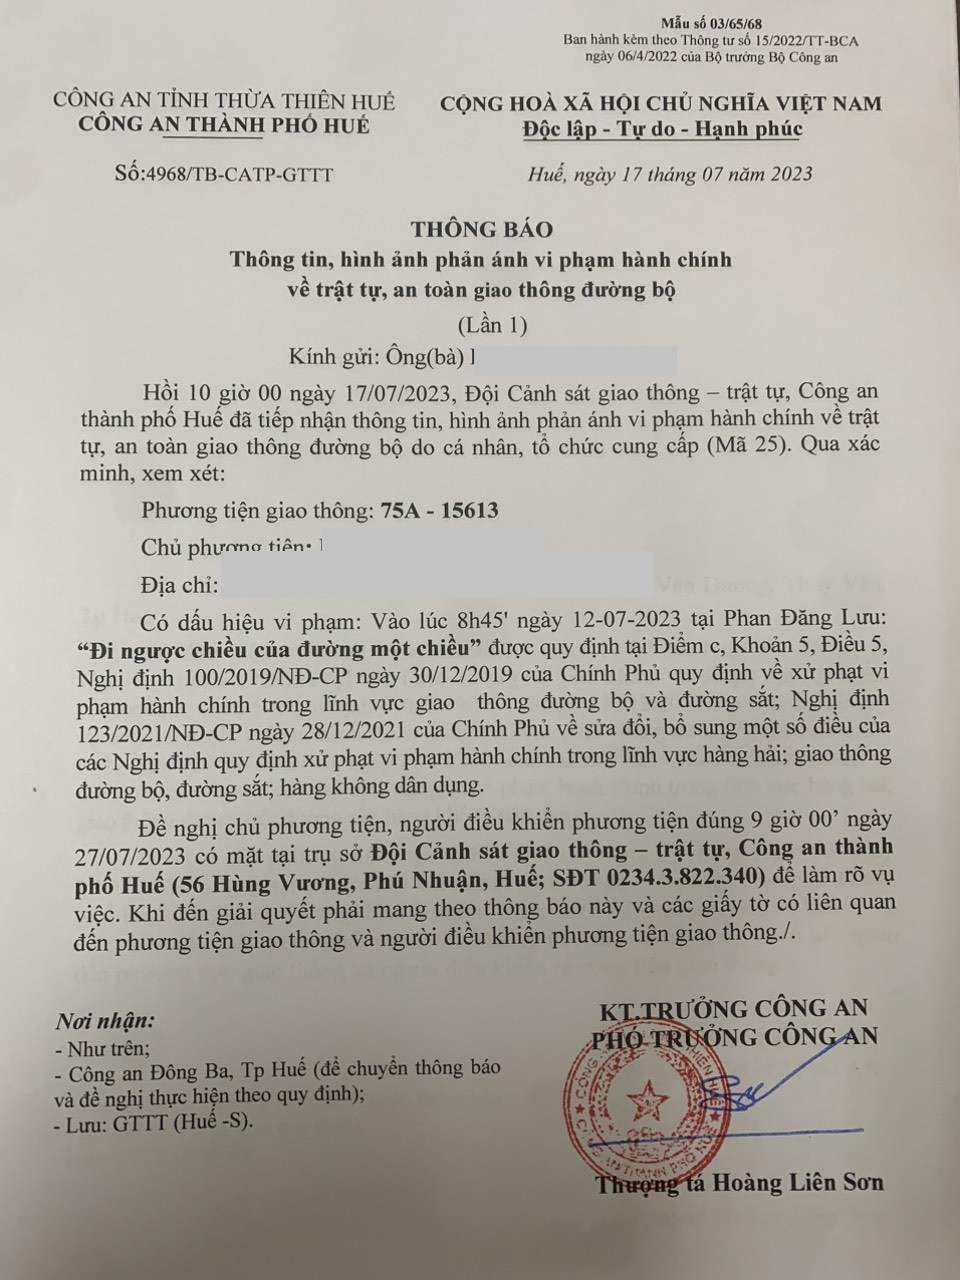 Mẫu số 03/65/68
Ban hành kèm theo Thông tư số 15/2022/TT-BCA
ngày 06/4/2022 của Bộ trưởng Bộ Công an
CÔNG AN TỈNH THỪA THIÊN HUẾ
CÔNG AN THÀNH PHỐ HUẾ
CỘNG HOÀ XÃ HỘI CHỦ NGHĨA VIỆT NAM
Độc lập - Tự do - Hạnh phúc
Số:4968/TB-CATP-GTTT
Huế, ngày 17 tháng 07 năm 2023
THÔNG BÁO
Thông tin, hình ảnh phản ánh vi phạm hành chính
về trật tự, an toàn giao thông đường bộ
(Lần 1)
Kính gửi: Ông(bà)
Hồi 10 giờ 00 ngày 17/07/2023, Đội Cảnh sát giao thông – trật tự, Công an
thành phố Huế đã tiếp nhận thông tin, hình ảnh phản ánh vi phạm hành chính về trật
tự, an toàn giao thông đường bộ do cá nhân, tổ chức cung cấp (Mã 25). Qua xác
minh, xem xét:
Phương tiện giao thông: 75A - 15613
Chủ phương tiện:
Địa chỉ:
Có dấu hiệu vi phạm: Vào lúc 8h45' ngày 12-07-2023 tại Phan Đăng Lưu:
“Đi ngược chiều của đường một chiều” được quy định tại Điểm c, Khoản 5, Điều 5,
Nghị định 100/2019/NĐ-CP ngày 30/12/2019 của Chính Phủ quy định về xử phạt vi
phạm hành chính trong lĩnh vực giao thông đường bộ và đường sắt; Nghị định
123/2021/NĐ-CP ngày 28/12/2021 của Chính Phủ về sửa đổi, bổ sung một số điều của
các Nghị định quy định xử phạt vi phạm hành chính trong lĩnh vực hàng hải; giao thông
đường bộ, đường sắt; hàng không dân dụng.
Đề nghị chủ phương tiện, người điều khiển phương tiện đúng 9 giờ 00’ ngày
27/07/2023 có mặt tại trụ sở Đội Cảnh sát giao thông – trật tự, Công an thành
phố Huế (56 Hùng Vương, Phú Nhuận, Huế; SĐT 0234.3.822.340) để làm rõ vụ
việc. Khi đến giải quyết phải mang theo thông báo này và các giấy tờ có liên quan
đến phương tiện giao thông và người điều khiển phương tiện giao thông./.
Nơi nhận:
- Như trên;
- Công an Đông Ba, Tp Huế (để chuyển thông báo
và đề nghị thực hiện theo quy định);
- Lưu: GTTT (Huế -S).
KT.TRƯỞNG CÔNG AN
PHÓ TRƯỞNG CÔNG AN
Thượng tá Hoàng Liên Sơn